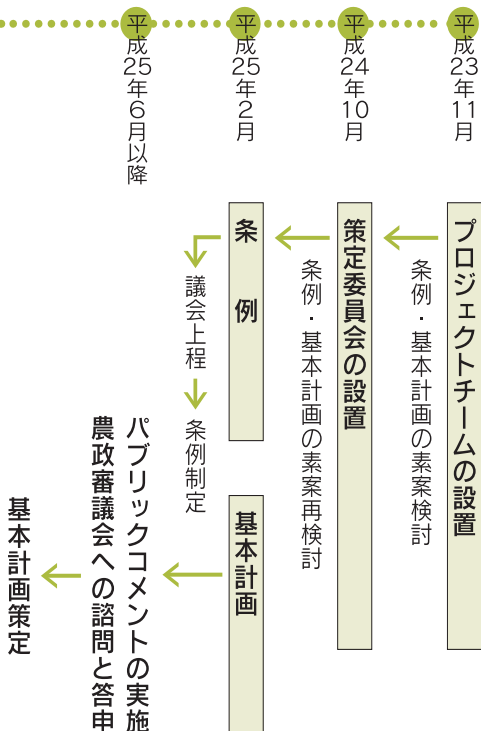 平成23年11月
平成24年10月
平成25年2月
平成25年6月以降
プロジェクトチームの設置
条例・基本計画の素案検討
策定委員会の設置
条例・基本計画の素案再検討
条　例
議会上程
条例制定
基本計画
パブリックコメントの実施
農政審議会への諮問と答申
基本計画策定